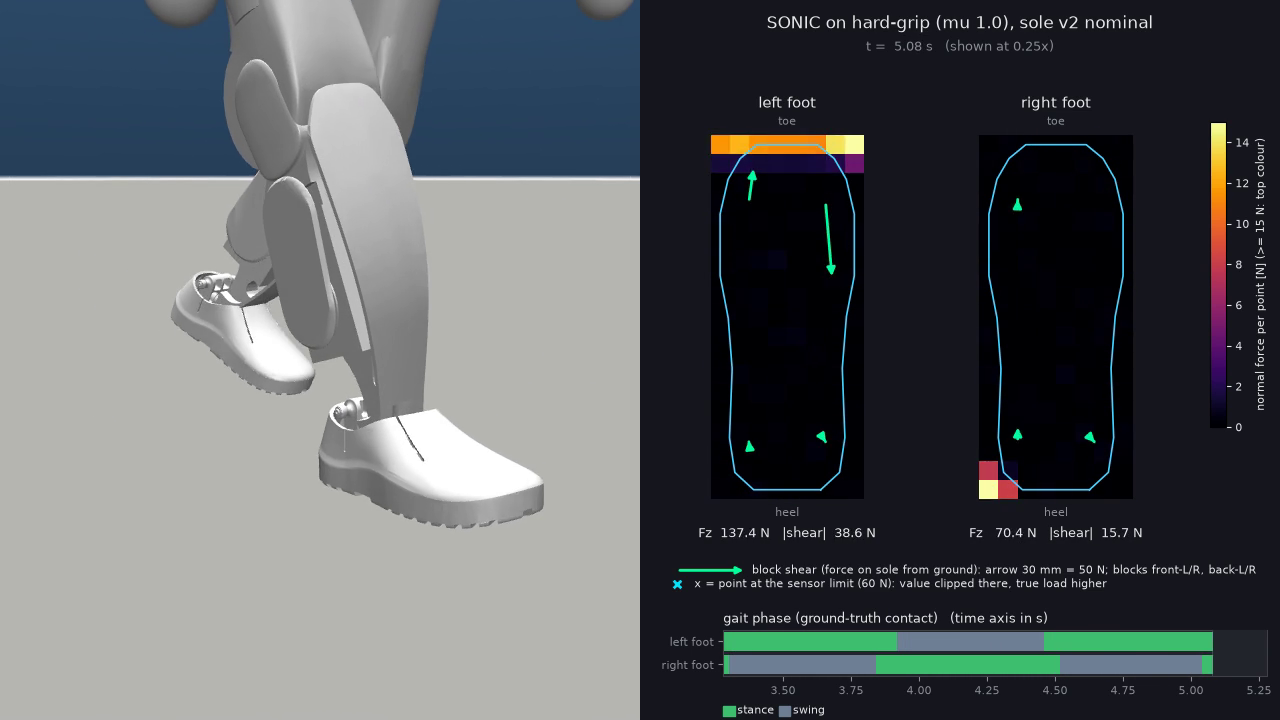 SONIC on hard-grip (mu 1.0), sole v2 nominal
t = 5.08 s (shown at 0.25x)
left foot
right foot
toe
toe
14
12
10
8
6
4
2
0
normal force per point [N] (>= 15 N: top colour)
heel
heel
Fz 137.4 N |shear| 38.6 N
Fz 70.4 N |shear| 15.7 N
block shear (force on sole from ground): arrow 30 mm = 50 N; blocks front-L/R, back-L/R
x = point at the sensor limit (60 N): value clipped there, true load higher
gait phase (ground-truth contact) (time axis in s)
left foot
right foot
3.50 3.75 4.00 4.25 4.50 4.75 5.00 5.25
stance swing